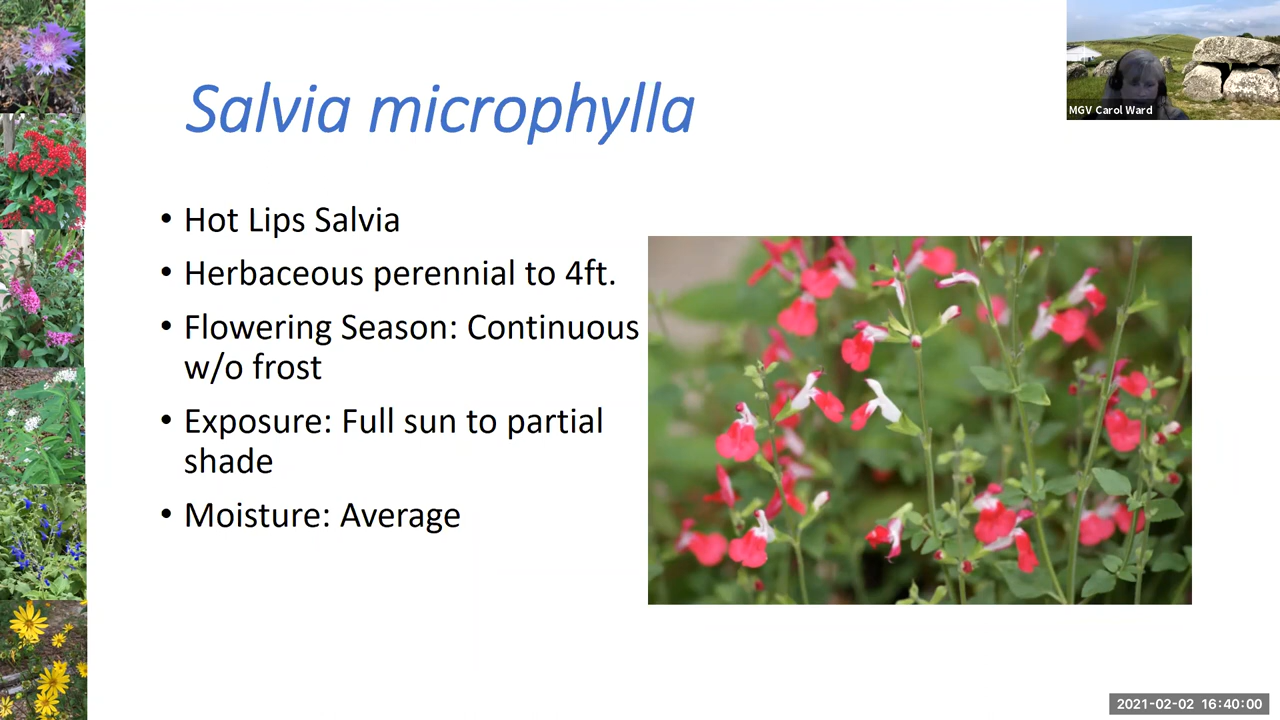 MGV Carol Ward
Salvia microphylla
• Hot Lips Salvia
• Herbaceous perennial to 4ft.
• Flowering Season: Continuous
w/o frost
• Exposure: Full sun to partial
shade
• Moisture: Average
2021-02-02 16:40:00